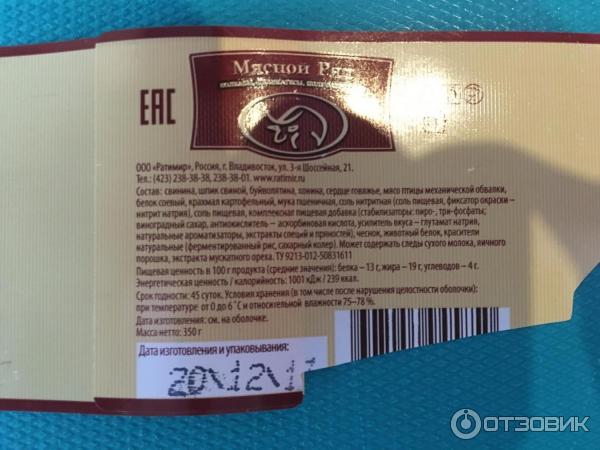 Мясной Ряд
EAC
ООО «Ратимир», Россия, г. Владивосток, ул. 3-я Шоссейная, 21.
Тел.: (423) 238-38-38, 238-38-01. www.ratimir.ru
Состав: свинина, шпик свиной, буйволятина, конина, сердце говяжье, мясо птицы механической обвалки,
белок соевый, крахмал картофельный, мука пшеничная, соль нитритная (соль пищевая, фиксатор окраски –
нитрит натрия), соль пищевая, комплексная пищевая добавка (стабилизаторы: пиро-, три-фосфаты;
виноградный сахар, антиокислитель – аскорбиновая кислота, усилитель вкуса – глутамат натрия,
натуральные ароматизаторы, экстракты специй и пряностей), чеснок, животный белок, красители
натуральные (ферментированный рис, сахарный колер). Может содержать следы сухого молока, яичного
порошка, экстракта мускатного ореха. ТУ 9213-012-50831611
Пищевая ценность в 100 г продукта (средние значения): белка – 13 г, жира – 19 г, углеводов – 4 г.
Энергетическая ценность / калорийность: 1001 кДж / 239 ккал.
Срок годности: 45 суток. Условия хранения (в том числе после нарушения целостности оболочки):
при температуре от 0 до 6˚С и относительной влажности 75–78 %.
Дата изготовления: см. на оболочке.
Масса нетто: 350 г
Дата изготовления и упаковывания:
20\12\1
ОТЗОВИК